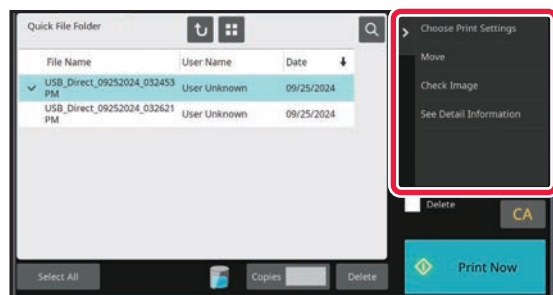 Quick File Folder
File Name User Name Date
USB_Direct_09252024_032453 User Unknown 09/25/2024
PM
USB_Direct_09252024_032621 User Unknown 09/25/2024
PM
Select All Copies Delete
Choose Print Settings
Move
Check Image
See Detail Information
Delete
CA
Print Now